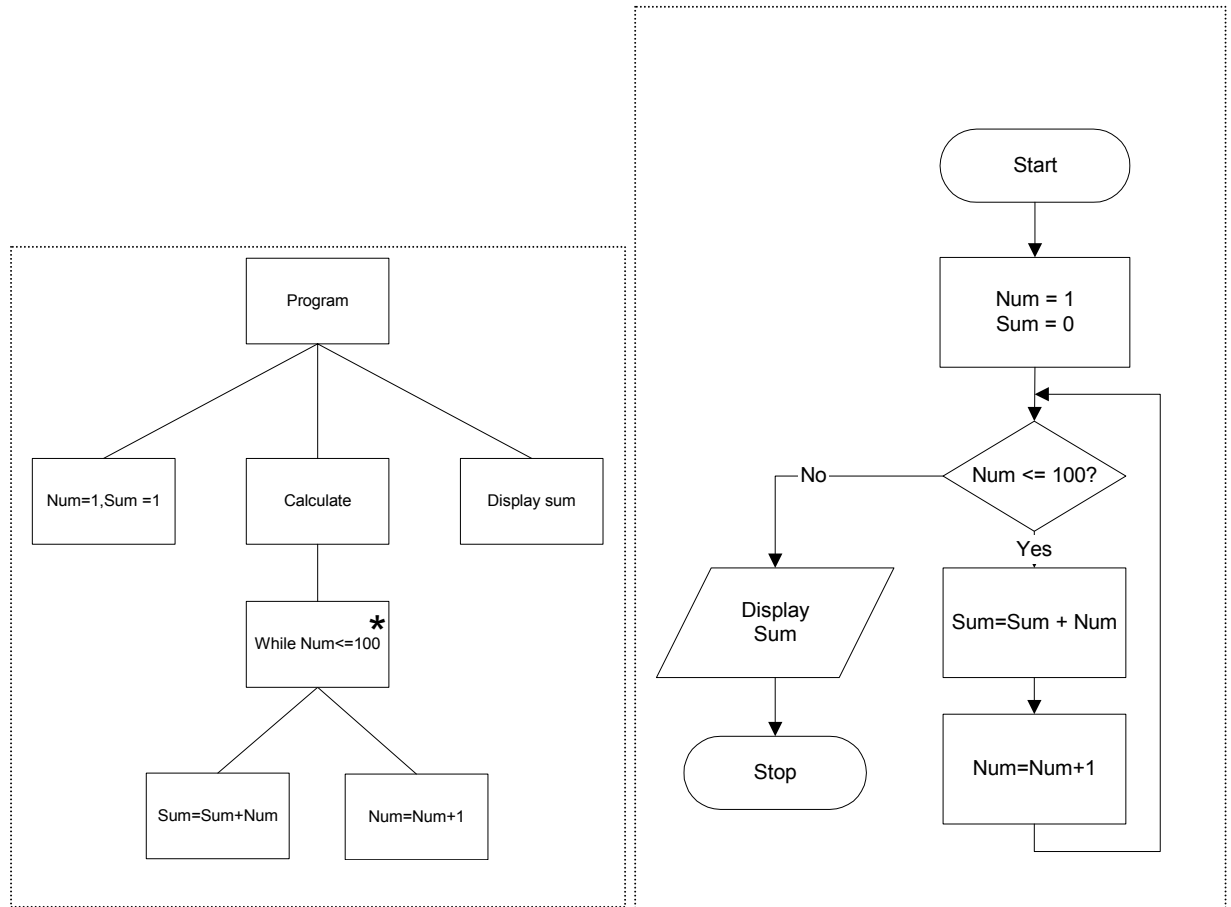 Program
Num=1,Sum =1
Calculate
Display sum
While Num<=100
*
Sum=Sum+Num
Num=Num+1
Start
Num = 1
Sum = 0
Num <= 100?
No
Yes
Display
Sum
Sum=Sum + Num
Stop
Num=Num+1